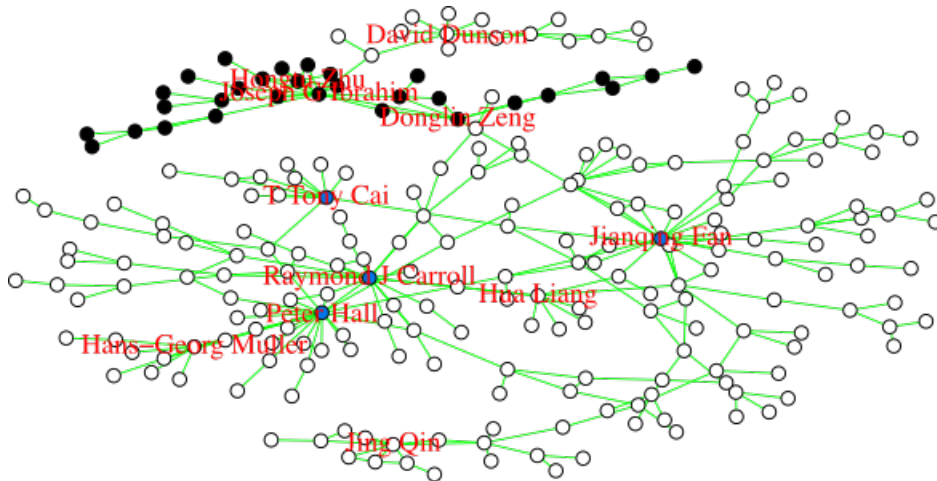 David Dunson
Hongtu Zhu
Joseph G Ibrahim
Donglin Zeng
T Tony Cai
Jianqing Fan
Raymond J Carroll
Hua Liang
Peter Hall
Hans−Georg Muller
Jing Qin